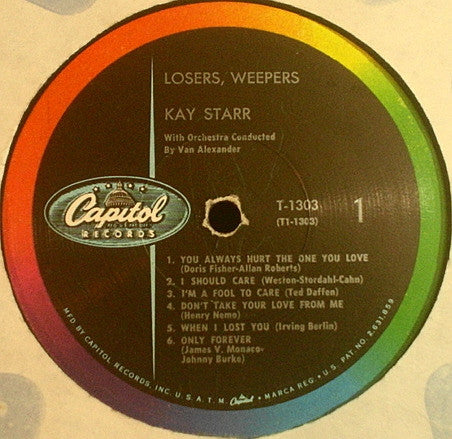 LOSERS, WEEPERS
KAY STARR
With Orchestra Conducted
By Van Alexander
Capitol
RECORDS
T-1303
(T1-1303)
1
1. YOU ALWAYS HURT THE ONE YOU LOVE
(Doris Fisher-Allan Roberts)
2. I SHOULD CARE (Weston-Stordahl-Cahn)
3. I'M A FOOL TO CARE (Ted Daffen)
4. DON'T TAKE YOUR LOVE FROM ME
(Henry Nemo)
5. WHEN I LOST YOU (Irving Berlin)
6. ONLY FOREVER
(James V. Monaco-
Johnny Burke)
MFD BY CAPITOL RECORDS, INC. U.S.A. T.M. Capitol • MARCA REG. • U.S. PAT. NO. 2,631,859